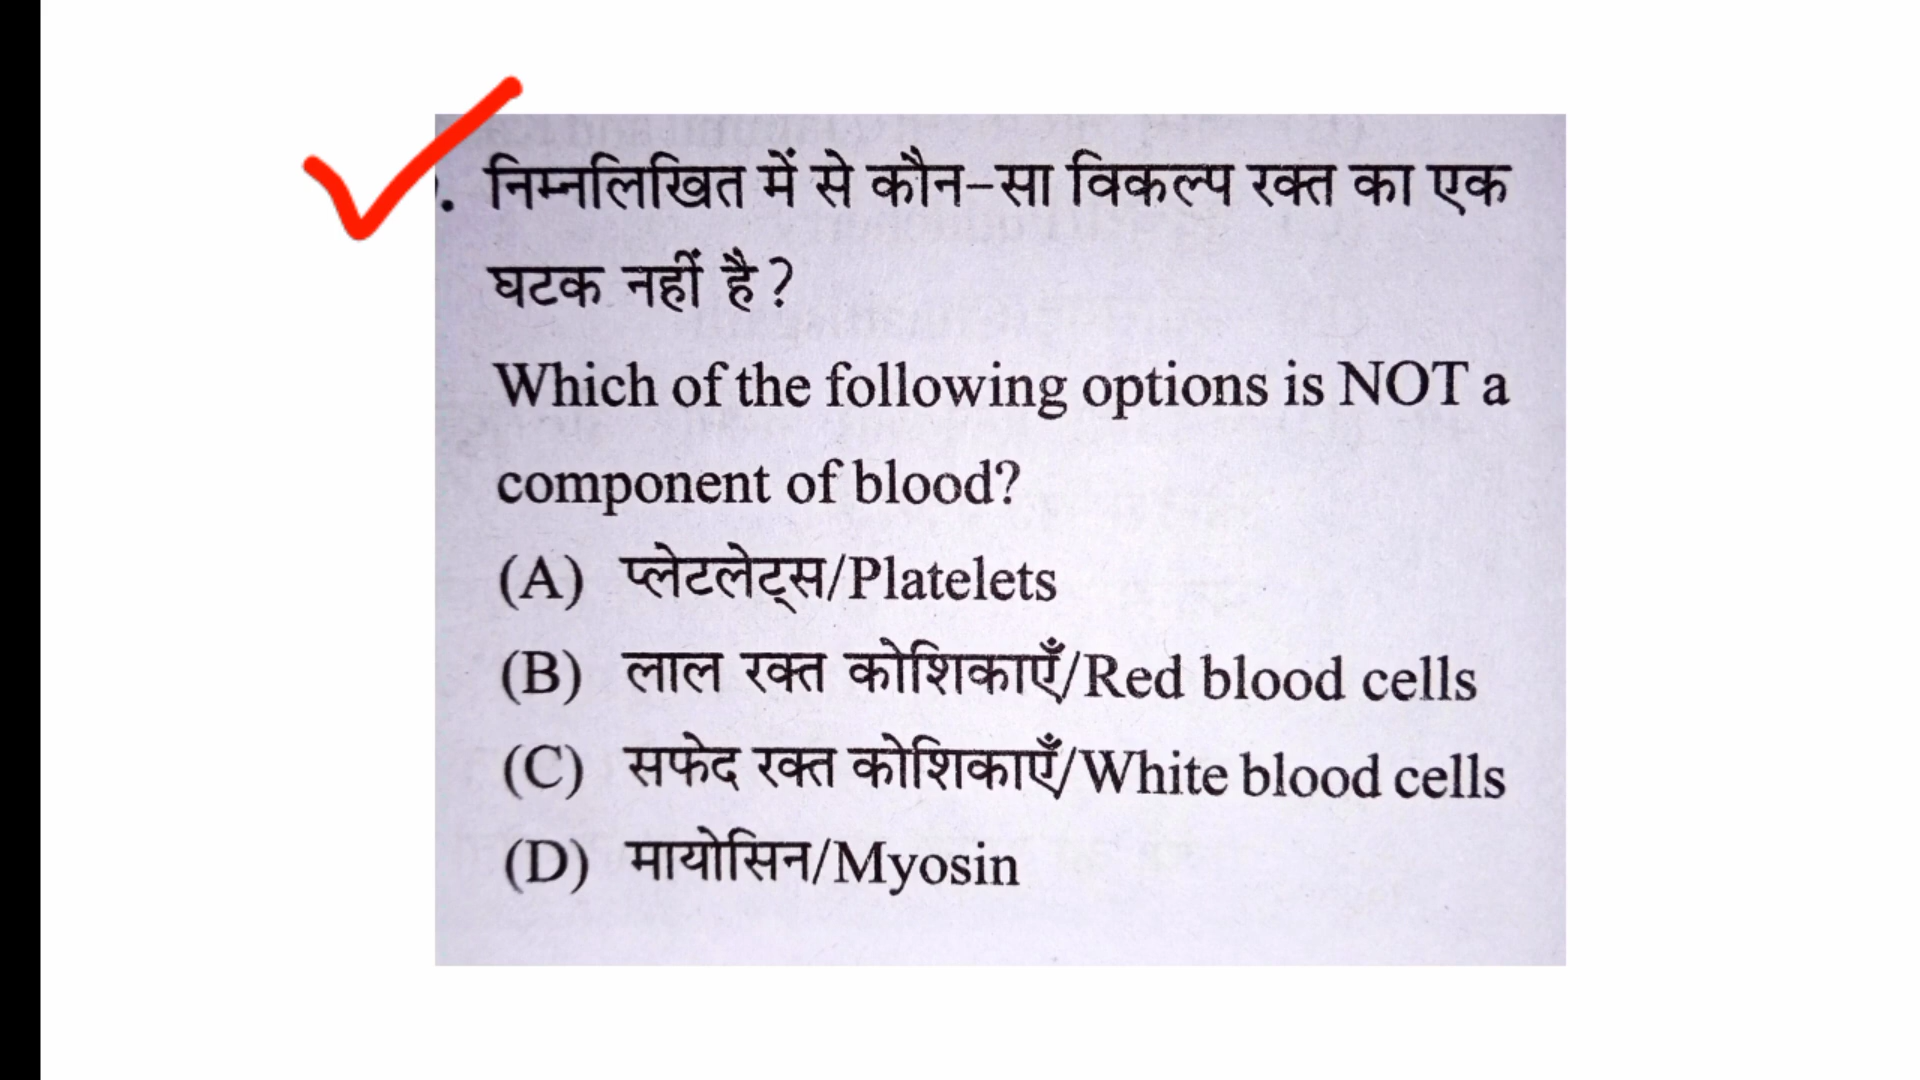 . निम्नलिखित में से कौन-सा विकल्प रक्त का एक
घटक नहीं है?
Which of the following options is NOT a
component of blood?
(A) प्लेटलेट्स/Platelets
(B) लाल रक्त कोशिकाएँ/Red blood cells
(C) सफेद रक्त कोशिकाएँ/White blood cells
(D) मायोसिन/Myosin